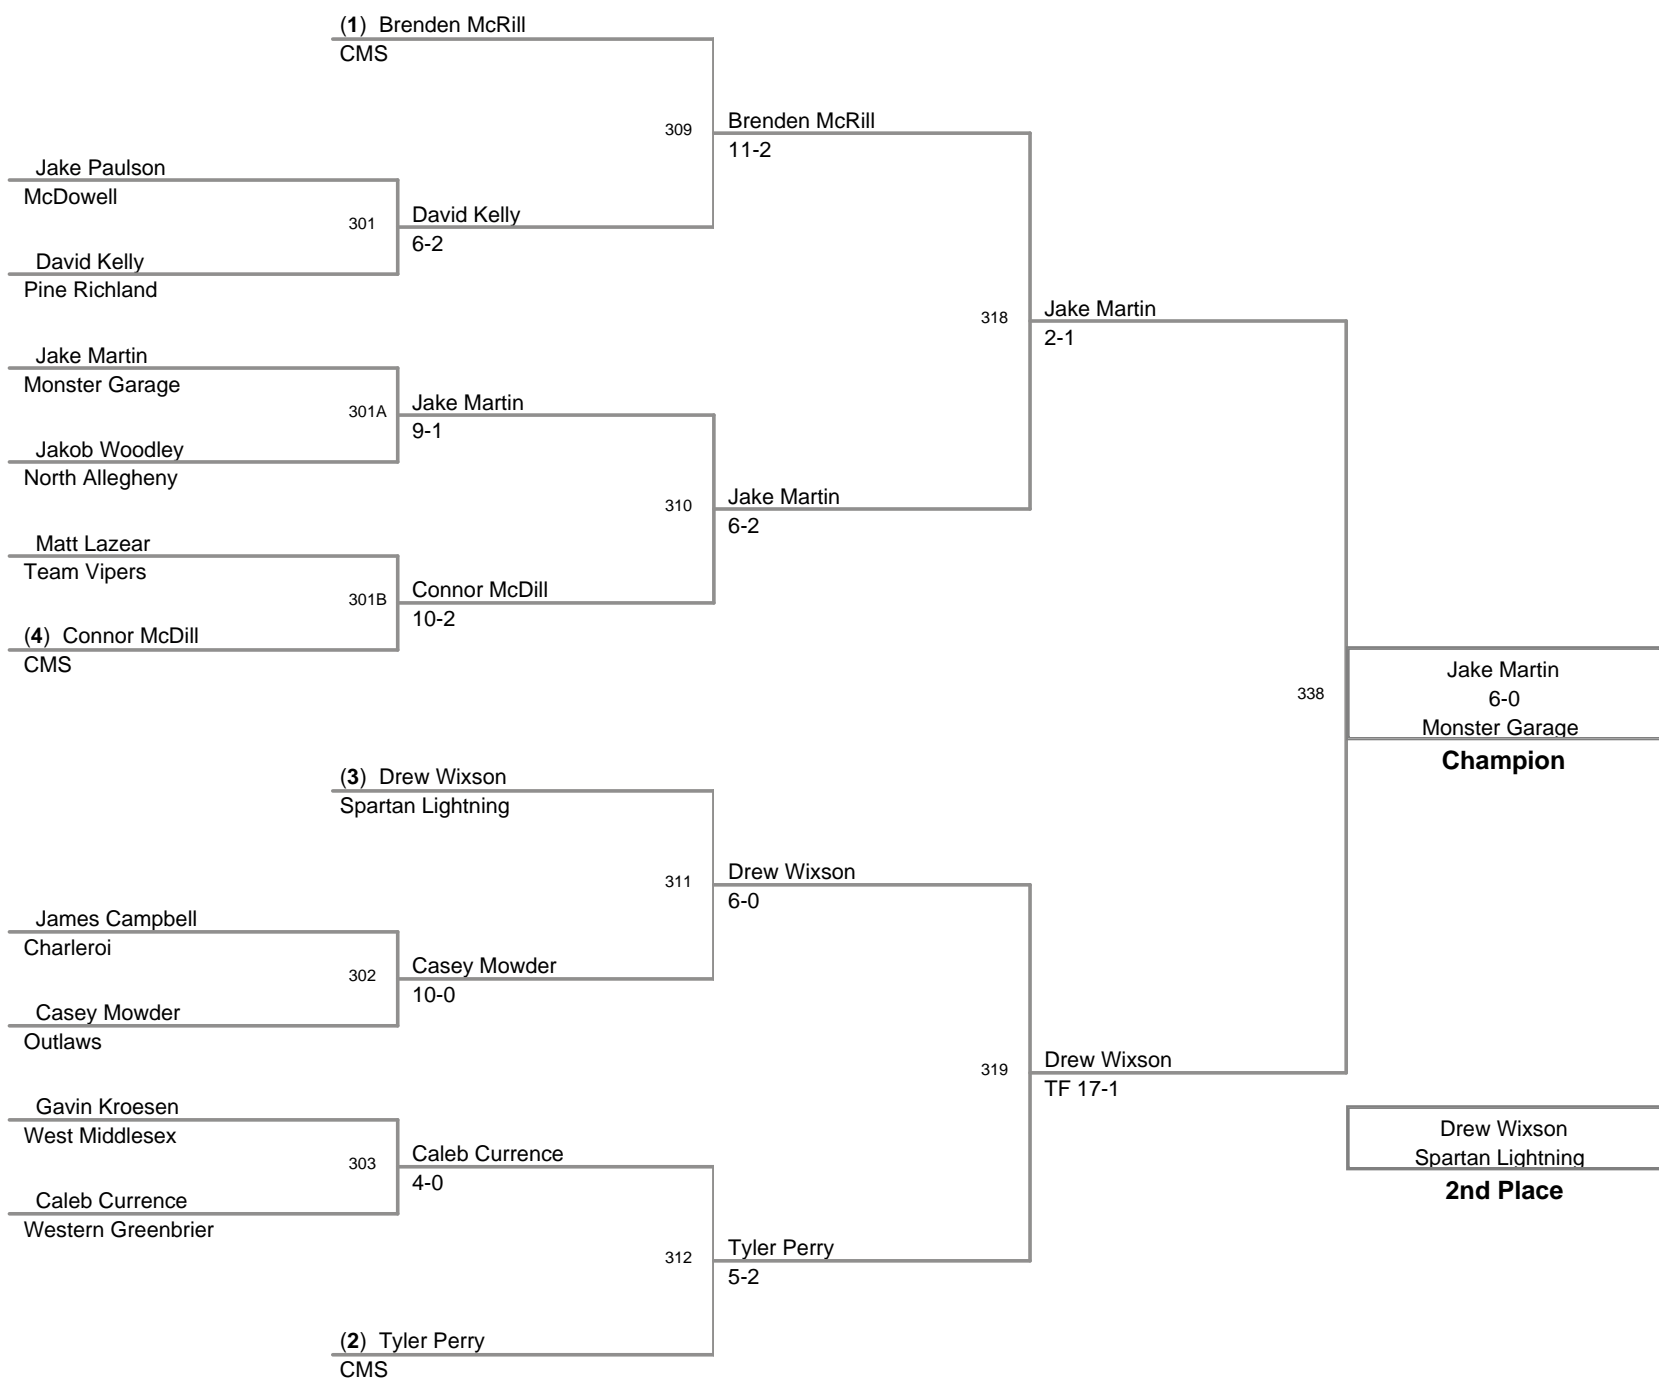 (1) Brenden McRill
CMS
309
Brenden McRill
11-2
Jake Paulson
McDowell
301
David Kelly
6-2
David Kelly
Pine Richland
318
Jake Martin
2-1
Jake Martin
Monster Garage
301A
Jake Martin
9-1
Jakob Woodley
North Allegheny
310
Jake Martin
6-2
Matt Lazear
Team Vipers
301B
Connor McDill
10-2
(4) Connor McDill
CMS
338
Jake Martin
6-0
Monster Garage
Champion
(3) Drew Wixson
Spartan Lightning
311
Drew Wixson
6-0
James Campbell
Charleroi
302
Casey Mowder
10-0
Casey Mowder
Outlaws
319
Drew Wixson
TF 17-1
Gavin Kroesen
West Middlesex
303
Caleb Currence
4-0
Caleb Currence
Western Greenbrier
Drew Wixson
Spartan Lightning
2nd Place
312
Tyler Perry
5-2
(2) Tyler Perry
CMS